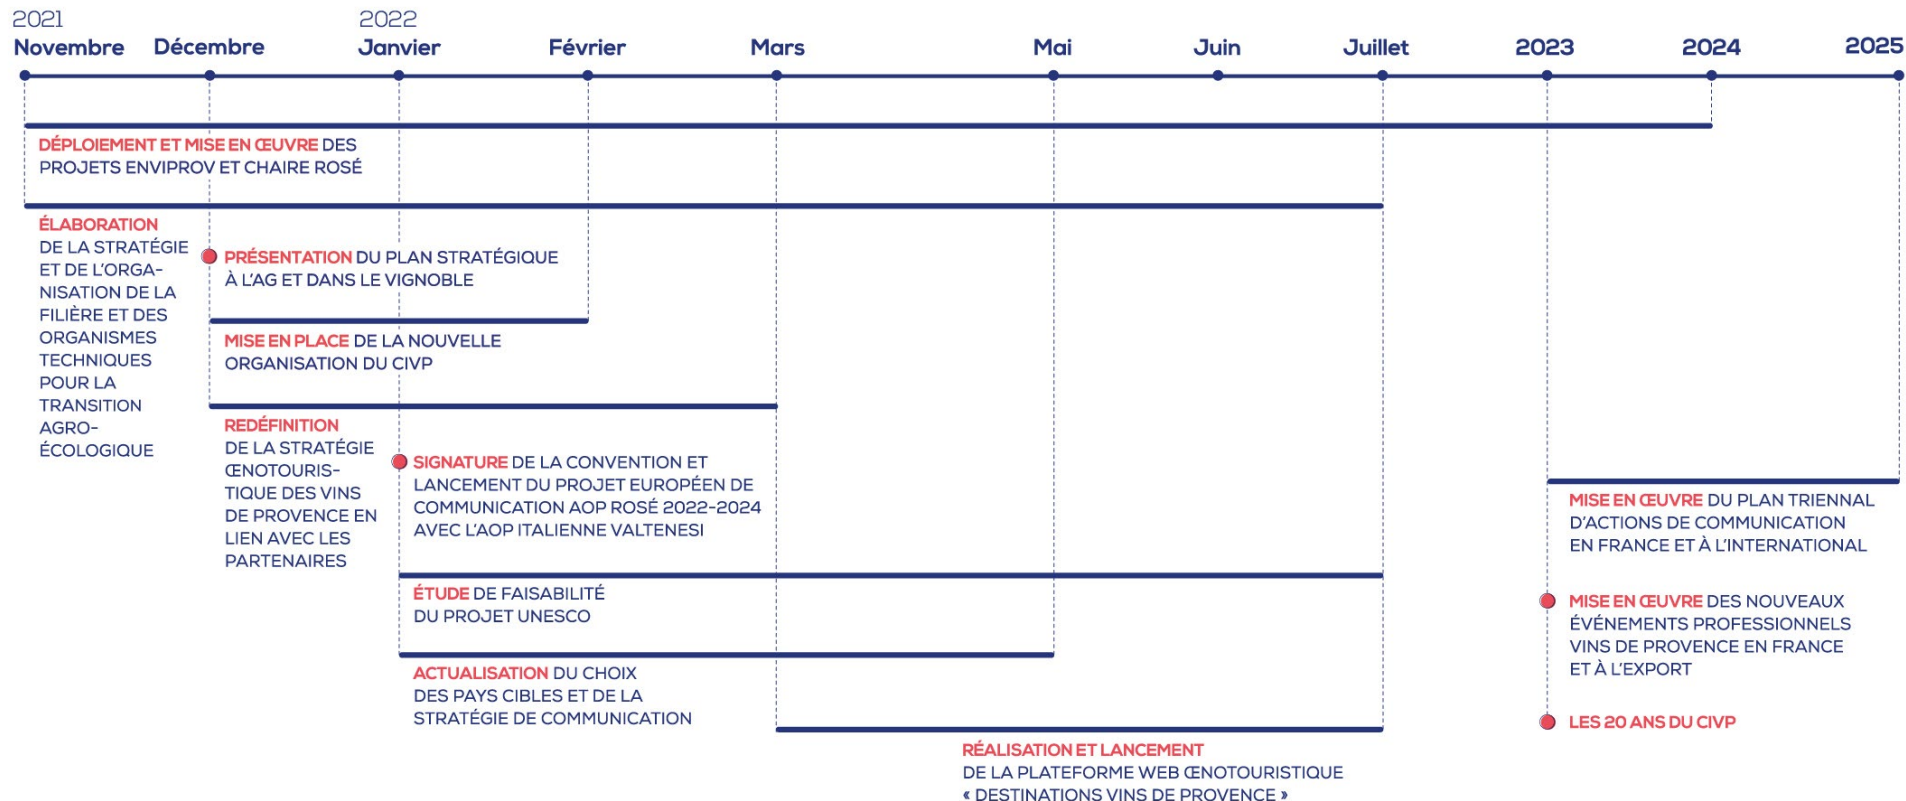 2021
2022
Novembre Décembre Janvier Février Mars Mai Juin Juillet 2023 2024 2025
DÉPLOIEMENT ET MISE EN ŒUVRE DES
PROJETS ENVIPROV ET CHAIRE ROSÉ
ÉLABORATION
DE LA STRATÉGIE
ET DE L'ORGA-
NISATION DE LA
FILIÈRE ET DES
ORGANISMES
TECHNIQUES
POUR LA
TRANSITION
AGRO-
ÉCOLOGIQUE
PRÉSENTATION DU PLAN STRATÉGIQUE
À L'AG ET DANS LE VIGNOBLE
MISE EN PLACE DE LA NOUVELLE
ORGANISATION DU CIVP
REDÉFINITION
DE LA STRATÉGIE
ŒNOTOURIS-
TIQUE DES VINS
DE PROVENCE EN
LIEN AVEC LES
PARTENAIRES
SIGNATURE DE LA CONVENTION ET
LANCEMENT DU PROJET EUROPÉEN DE
COMMUNICATION AOP ROSÉ 2022-2024
AVEC L'AOP ITALIENNE VALTENESI
ÉTUDE DE FAISABILITÉ
DU PROJET UNESCO
ACTUALISATION DU CHOIX
DES PAYS CIBLES ET DE LA
STRATÉGIE DE COMMUNICATION
RÉALISATION ET LANCEMENT
DE LA PLATEFORME WEB ŒNOTOURISTIQUE
« DESTINATIONS VINS DE PROVENCE »
MISE EN ŒUVRE DU PLAN TRIENNAL
D'ACTIONS DE COMMUNICATION
EN FRANCE ET À L'INTERNATIONAL
MISE EN ŒUVRE DES NOUVEAUX
ÉVÉNEMENTS PROFESSIONNELS
VINS DE PROVENCE EN FRANCE
ET À L'EXPORT
LES 20 ANS DU CIVP